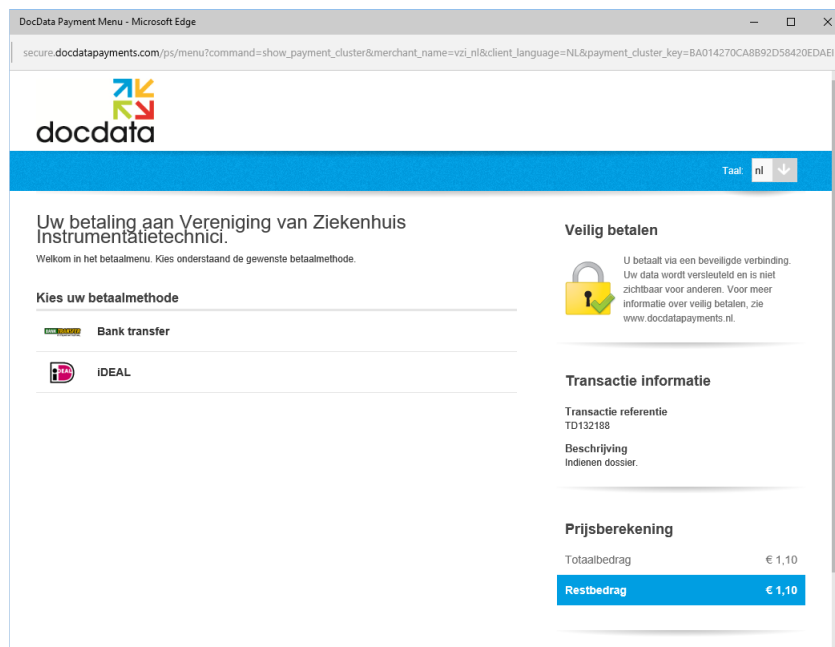 DocData Payment Menu - Microsoft Edge
secure.docdatapayments.com/ps/menu?command=show_payment_cluster&merchant_name=vzi_nl&client_language=NL&payment_cluster_key=BA014270CA8B92D58420EDAEI
docdata
Taal: nl
Uw betaling aan Vereniging van Ziekenhuis
Instrumentatietechnici.
Welkom in het betaalmenu. Kies onderstaand de gewenste betaalmethode.
Kies uw betaalmethode
BANK TRANSFER
Bank transfer
iDEAL
iDEAL
Veilig betalen
U betaalt via een beveiligde verbinding.
Uw data wordt versleuteld en is niet
zichtbaar voor anderen. Voor meer
informatie over veilig betalen, zie
www.docdatapayments.nl.
Transactie informatie
Transactie referentie
TD132188
Beschrijving
Indienen dossier.
Prijsberekening
Totaalbedrag € 1,10
Restbedrag € 1,10